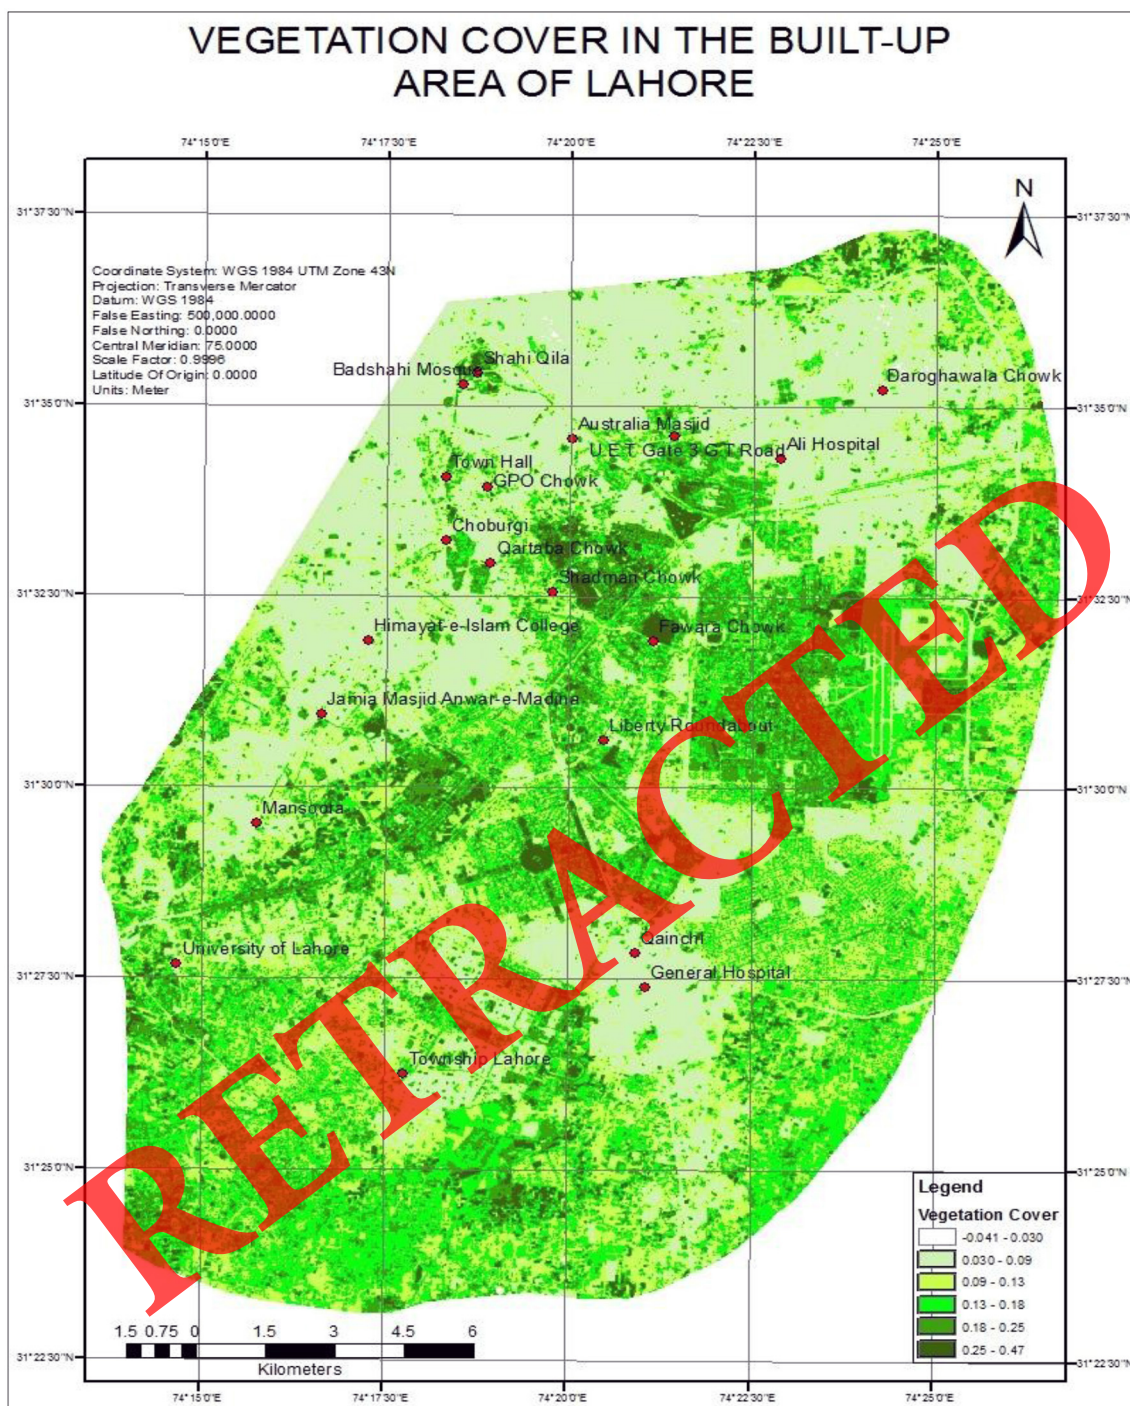 VEGETATION COVER IN THE BUILT-UP
AREA OF LAHORE
74°15'0"E 74°17'30"E 74°20'0"E 74°22'30"E 74°25'0"E
31°37'30"N 31°37'30"N
N
Coordinate System: WGS 1984 UTM Zone 43N
Projection: Transverse Mercator
Datum: WGS 1984
False Easting: 500,000.0000
False Northing: 0.0000
Central Meridian: 75.0000
Scale Factor: 0.9996
Latitude Of Origin: 0.0000
Units: Meter
Shahi Qila
Badshahi Mosque
Daroghawala Chowk
31°35'0"N 31°35'0"N
Australia Masjid
U.E.T Gate 3 G.T Road
Ali Hospital
Town Hall
GPO Chowk
Choburgi
Qartaba Chowk
Shadman Chowk
31°32'30"N 31°32'30"N
Himayat-e-Islam College
Fawara Chowk
Jamia Masjid Anwar-e-Madina
Liberty Roundabout
31°30'0"N 31°30'0"N
Mansoora
RETRACTED
Qainchi
University of Lahore
31°27'30"N 31°27'30"N
General Hospital
Township Lahore
31°25'0"N 31°25'0"N
Legend
Vegetation Cover
-0.041 - 0.030
0.030 - 0.09
0.09 - 0.13
0.13 - 0.18
0.18 - 0.25
0.25 - 0.47
1.5 0.75 0 1.5 3 4.5 6
Kilometers
31°22'30"N 31°22'30"N
74°15'0"E 74°17'30"E 74°20'0"E 74°22'30"E 74°25'0"E